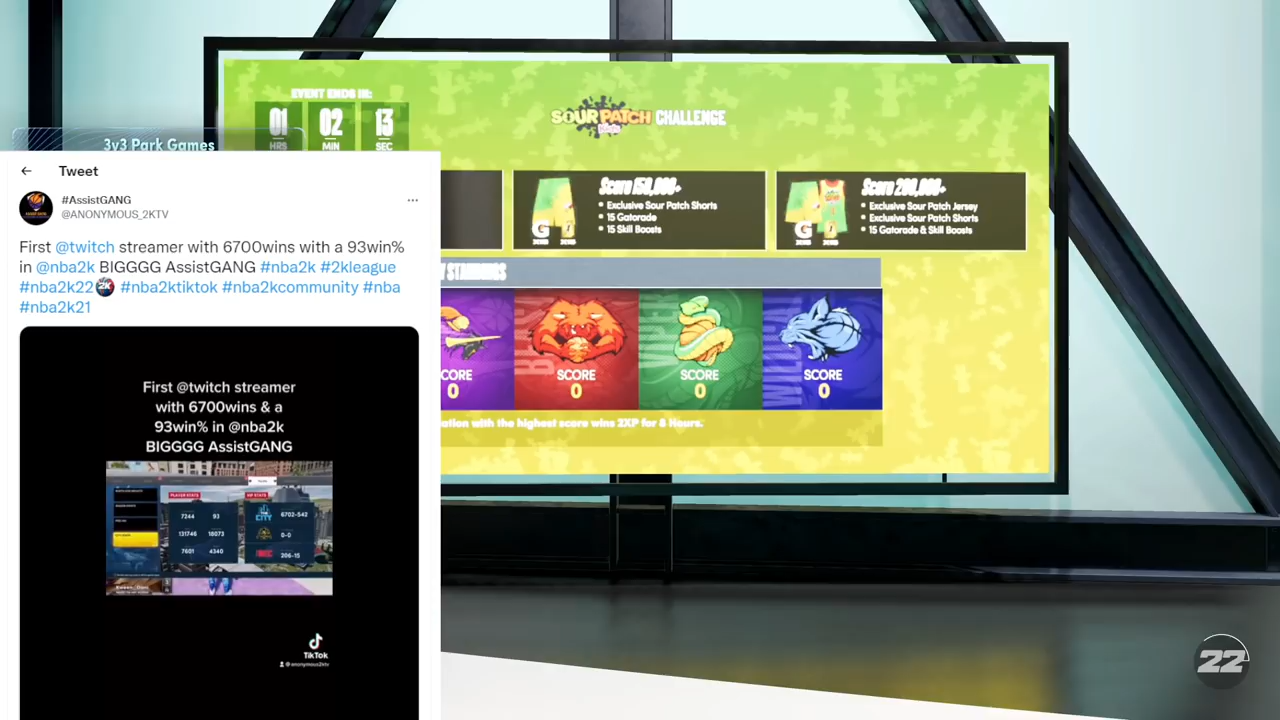 EVENT ENDS IN:
01 02 13
HRS MIN SEC
SOUR PATCH KIDS CHALLENGE
3v3 Park Games
Score 150,000+
Exclusive Sour Patch Shorts
15 Gatorade
15 Skill Boosts
Score 200,000+
Exclusive Sour Patch Jersey
Exclusive Sour Patch Shorts
15 Gatorade & Skill Boosts
STANDINGS
CORE SCORE SCORE SCORE
0 0 0 0
ation with the highest score wins 2XP for 8 Hours.
Tweet
#AssistGANG
@ANONYMOUS_2KTV
First @twitch streamer with 6700wins with a 93win%
in @nba2k BIGGGG AssistGANG #nba2k #2kleague
#nba2k22 #nba2ktiktok #nba2kcommunity #nba
#nba2k21
First @twitch streamer
with 6700wins & a
93win% in @nba2k
BIGGGG AssistGANG
PLAYER STATS REP STATS
7244 93 CITY 6702-542
131746 18073 0-0
7601 4340 206-15
TikTok
@anonymous2ktv
22